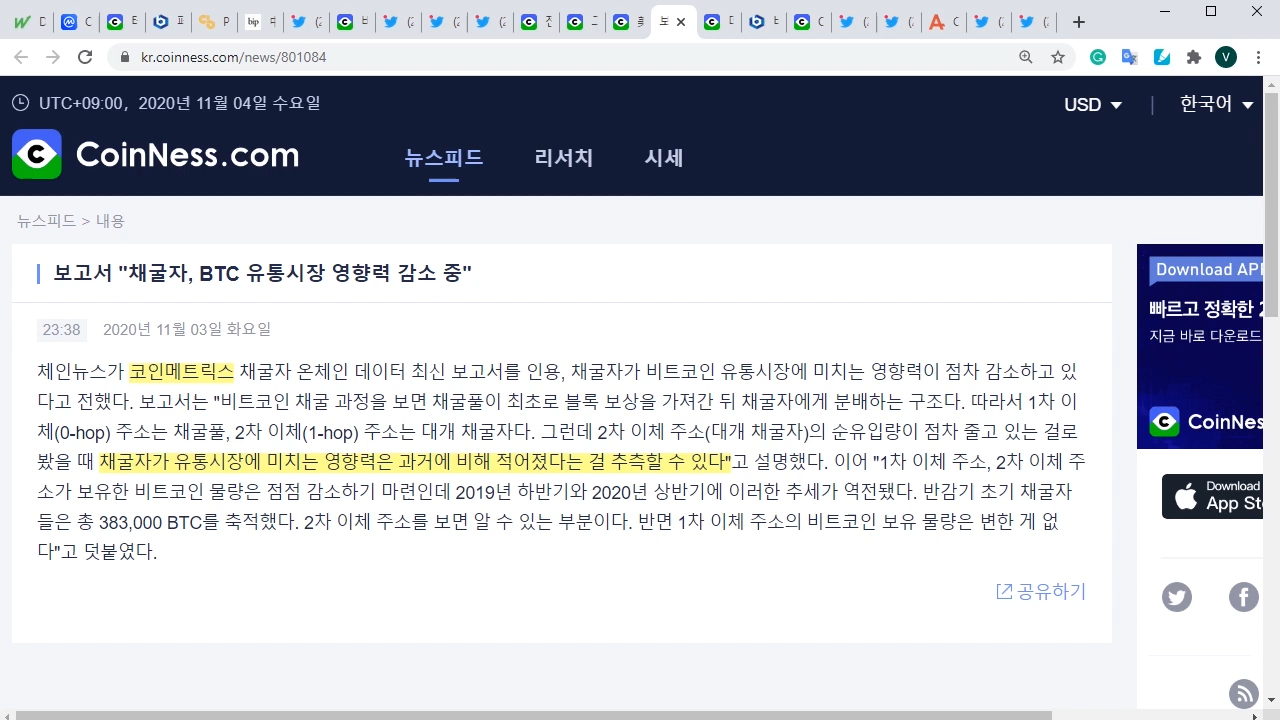 kr.coinness.com/news/801084
UTC+09:00, 2020년 11월 04일 수요일
USD
한국어
CoinNess.com
뉴스피드
리서치
시세
뉴스피드 > 내용
보고서 "채굴자, BTC 유통시장 영향력 감소 중"
23:38
2020년 11월 03일 화요일
체인뉴스가 코인메트릭스 채굴자 온체인 데이터 최신 보고서를 인용, 채굴자가 비트코인 유통시장에 미치는 영향력이 점차 감소하고 있
다고 전했다. 보고서는 "비트코인 채굴 과정을 보면 채굴풀이 최초로 블록 보상을 가져간 뒤 채굴자에게 분배하는 구조다. 따라서 1차 이
체(0-hop) 주소는 채굴풀, 2차 이체(1-hop) 주소는 대개 채굴자다. 그런데 2차 이체 주소(대개 채굴자)의 순유입량이 점차 줄고 있는 걸로
봤을 때 채굴자가 유통시장에 미치는 영향력은 과거에 비해 적어졌다는 걸 추측할 수 있다"고 설명했다. 이어 "1차 이체 주소, 2차 이체 주
소가 보유한 비트코인 물량은 점점 감소하기 마련인데 2019년 하반기와 2020년 상반기에 이러한 추세가 역전됐다. 반감기 초기 채굴자
들은 총 383,000 BTC를 축적했다. 2차 이체 주소를 보면 알 수 있는 부분이다. 반면 1차 이체 주소의 비트코인 보유 물량은 변한 게 없
다"고 덧붙였다.
공유하기
Download
빠르고 정확한
지금 바로 다운로드
Download
App